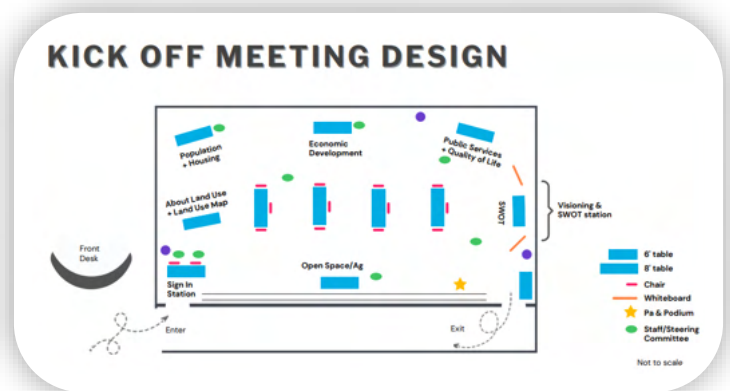 KICK OFF MEETING DESIGN
Population
+ Housing
Economic
Development
Public Services
+ Quality of Life
About Land Use
+ Land Use Map
SWOT
Visioning &
SWOT station
Front
Desk
Sign In
Station
Open Space/Ag
Enter
Exit
6' table
8' table
Chair
Whiteboard
Pa & Podium
Staff/Steering
Committee
Not to scale